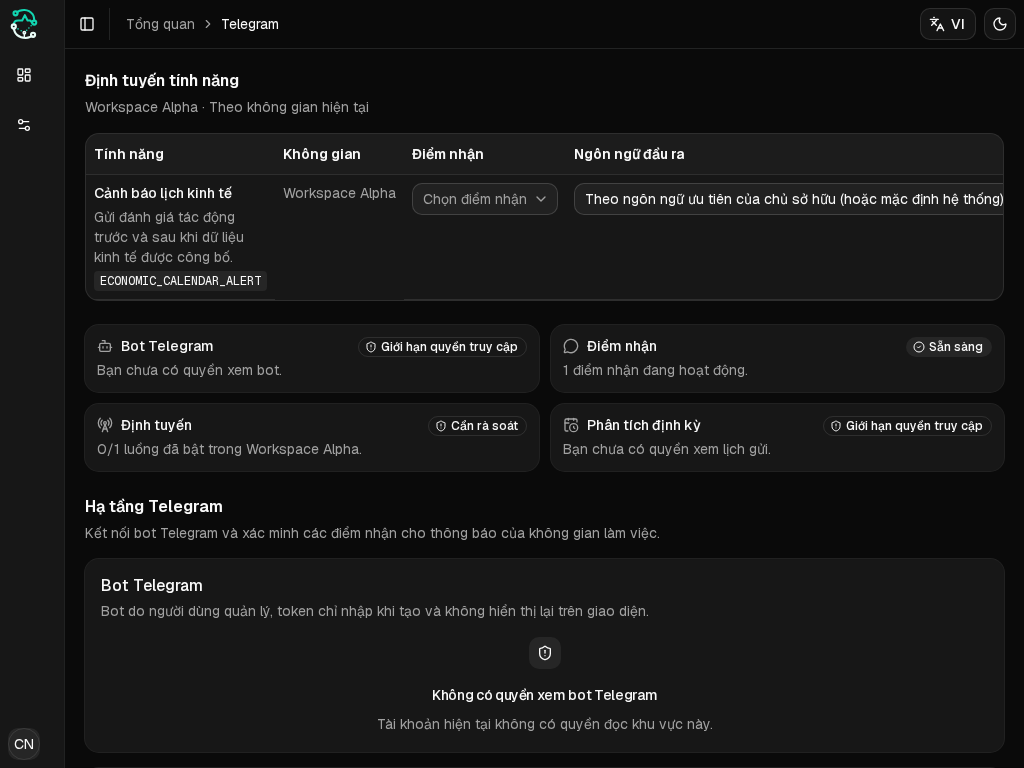 Tổng quan > Telegram
VI
Định tuyến tính năng
Workspace Alpha · Theo không gian hiện tại
Tính năng Không gian Điểm nhận Ngôn ngữ đầu ra
Cảnh báo lịch kinh tế Workspace Alpha Chọn điểm nhận Theo ngôn ngữ ưu tiên của chủ sở hữu (hoặc mặc định hệ thống)
Gửi đánh giá tác động
trước và sau khi dữ liệu
kinh tế được công bố.
ECONOMIC_CALENDAR_ALERT
Bot Telegram Giới hạn quyền truy cập
Bạn chưa có quyền xem bot.
Điểm nhận Sẵn sàng
1 điểm nhận đang hoạt động.
Định tuyến Cần rà soát
0/1 luồng đã bật trong Workspace Alpha.
Phân tích định kỳ Giới hạn quyền truy cập
Bạn chưa có quyền xem lịch gửi.
Hạ tầng Telegram
Kết nối bot Telegram và xác minh các điểm nhận cho thông báo của không gian làm việc.
Bot Telegram
Bot do người dùng quản lý, token chỉ nhập khi tạo và không hiển thị lại trên giao diện.
Không có quyền xem bot Telegram
Tài khoản hiện tại không có quyền đọc khu vực này.
CN